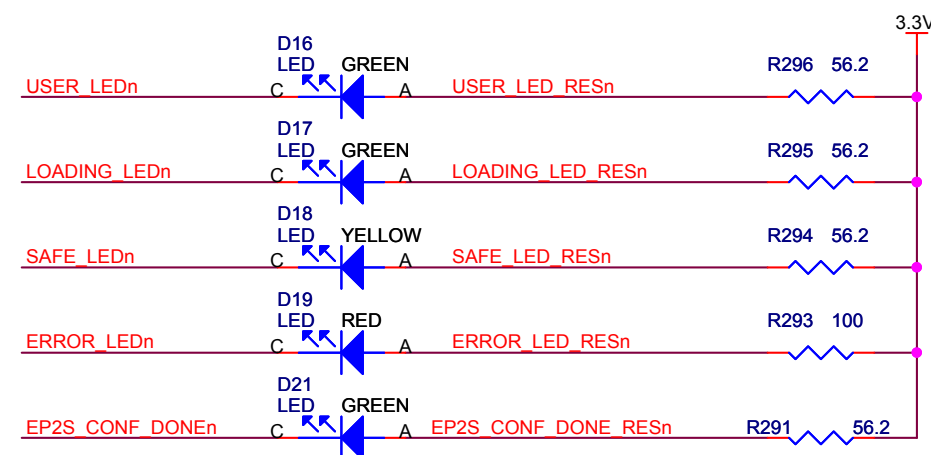 3.3V
D16
LED GREEN R296 56.2
USER_LEDn C A USER_LED_RESn
D17
LED GREEN R295 56.2
LOADING_LEDn C A LOADING_LED_RESn
D18
LED YELLOW R294 56.2
SAFE_LEDn C A SAFE_LED_RESn
D19
LED RED R293 100
ERROR_LEDn C A ERROR_LED_RESn
D21
LED GREEN
EP2S_CONF_DONEn C A EP2S_CONF_DONE_RESn R291 56.2